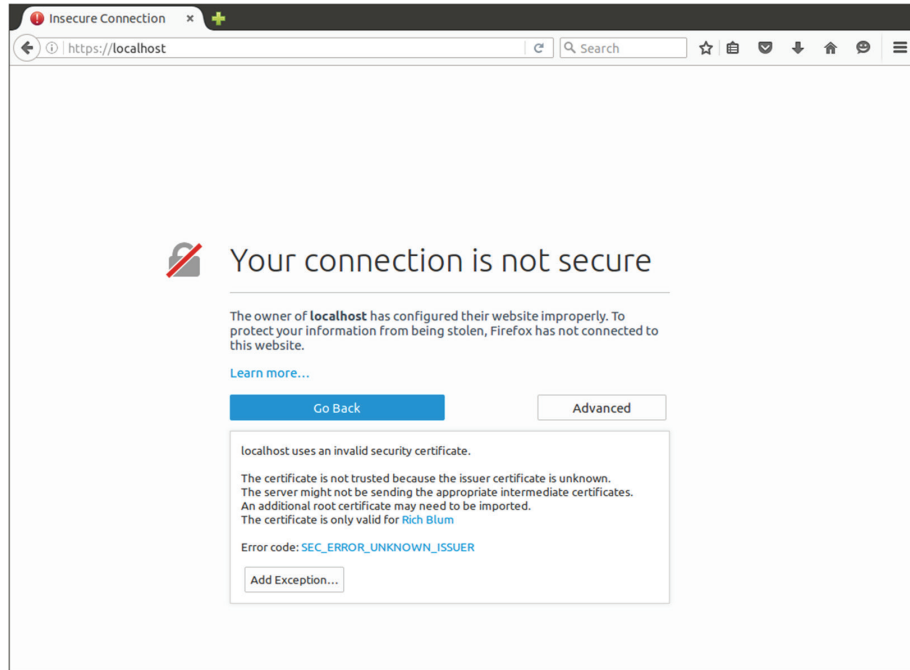 Insecure Connection
https://localhost
Search
Your connection is not secure
The owner of localhost has configured their website improperly. To
protect your information from being stolen, Firefox has not connected to
this website.
Learn more…
Go Back
Advanced
localhost uses an invalid security certificate.
The certificate is not trusted because the issuer certificate is unknown.
The server might not be sending the appropriate intermediate certificates.
An additional root certificate may need to be imported.
The certificate is only valid for Rich Blum
Error code: SEC_ERROR_UNKNOWN_ISSUER
Add Exception…